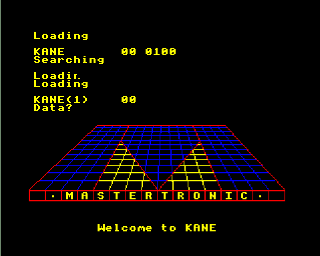 Loading
KANE 00 0100
Searching
Loadir.
Loading
KANE(1) 00
Data?
· MASTERTRONIC ·
Welcome to KANE